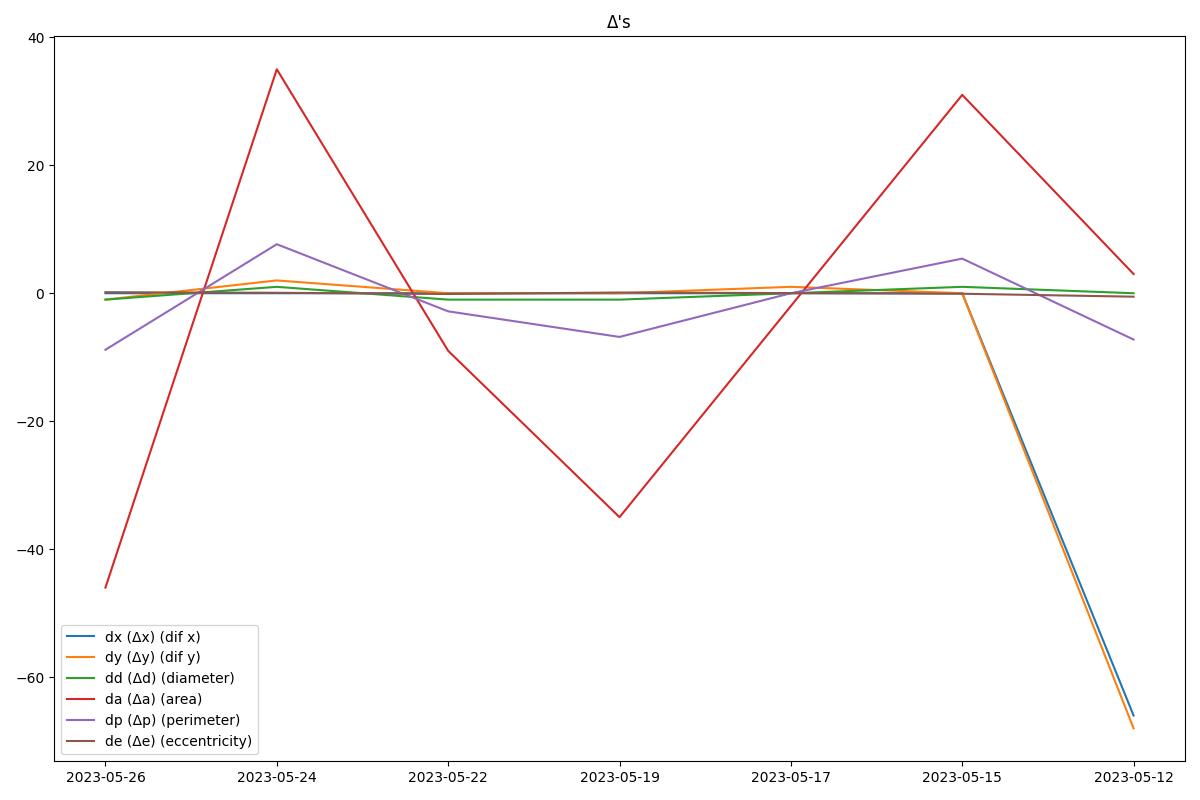 Δ's
40
20
0
−20
−40
−60
dx (Δx) (dif x)
dy (Δy) (dif y)
dd (Δd) (diameter)
da (Δa) (area)
dp (Δp) (perimeter)
de (Δe) (eccentricity)
2023-05-26 2023-05-24 2023-05-22 2023-05-19 2023-05-17 2023-05-15 2023-05-12